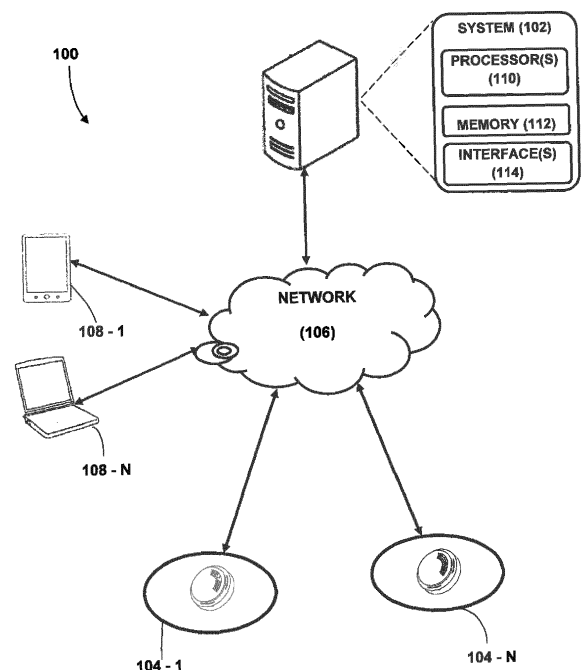 100
SYSTEM (102)
PROCESSOR(S)
(110)
MEMORY (112)
INTERFACE(S)
(114)
NETWORK
(106)
108 - 1
108 - N
104 - 1
104 - N